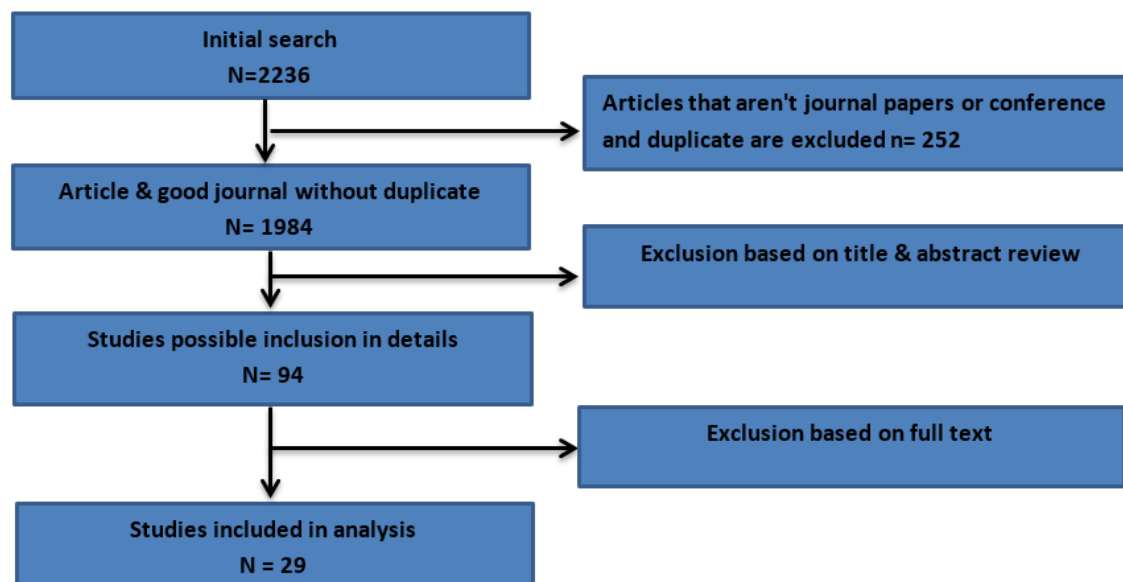 Initial search
N=2236
Articles that aren't journal papers or conference
and duplicate are excluded n= 252
Article & good journal without duplicate
N= 1984
Exclusion based on title & abstract review
Studies possible inclusion in details
N= 94
Exclusion based on full text
Studies included in analysis
N = 29